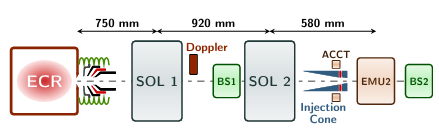 750 mm 920 mm 580 mm
Doppler
ACCT
ECR SOL 1 BS1 SOL 2 EMU2 BS2
Injection
Cone